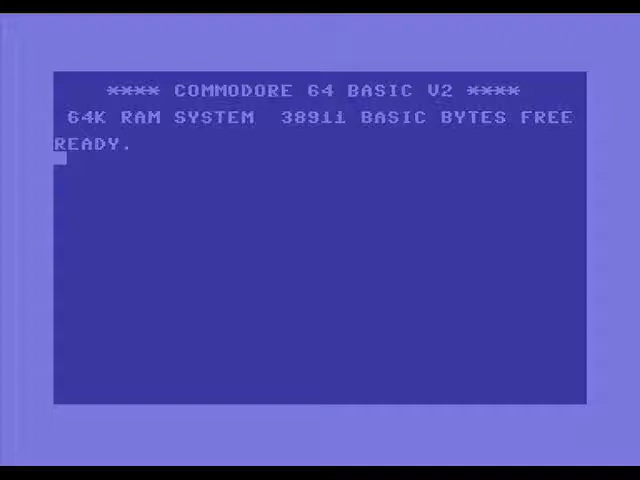 **** COMMODORE 64 BASIC V2 ****
64K RAM SYSTEM  38911 BASIC BYTES FREE
READY.